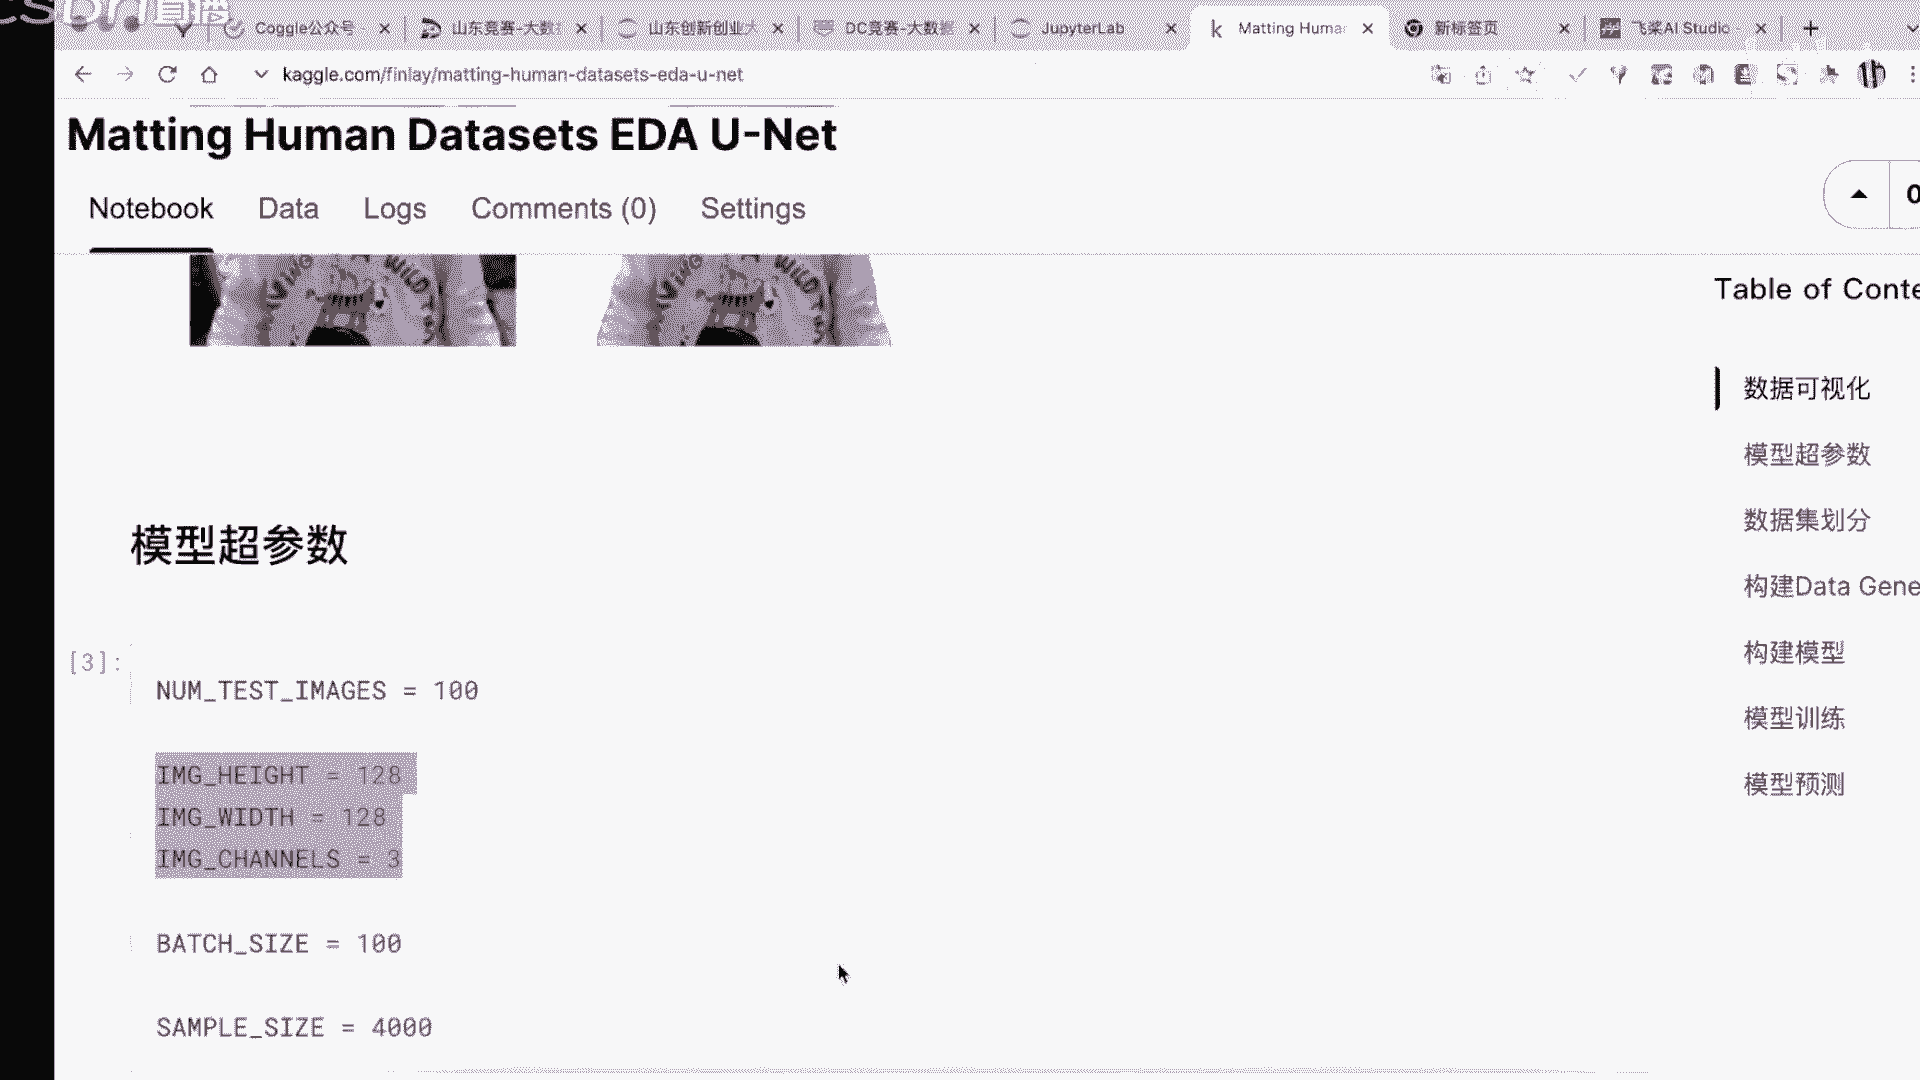 直播
Coggle公众号
山东竞赛-大数据
山东创新创业大
DC竞赛-大数据
JupyterLab
Matting Human
新标签页
飞桨AI Studio
kaggle.com/finlay/matting-human-datasets-eda-u-net
Matting Human Datasets EDA U-Net
Notebook
Data
Logs
Comments (0)
Settings
0
WILD
Table of Conte
数据可视化
模型超参数
数据集划分
构建Data Gene
构建模型
模型训练
模型预测
模型超参数
[3]:
NUM_TEST_IMAGES = 100
IMG_HEIGHT = 128
IMG_WIDTH = 128
IMG_CHANNELS = 3
BATCH_SIZE = 100
SAMPLE_SIZE = 4000